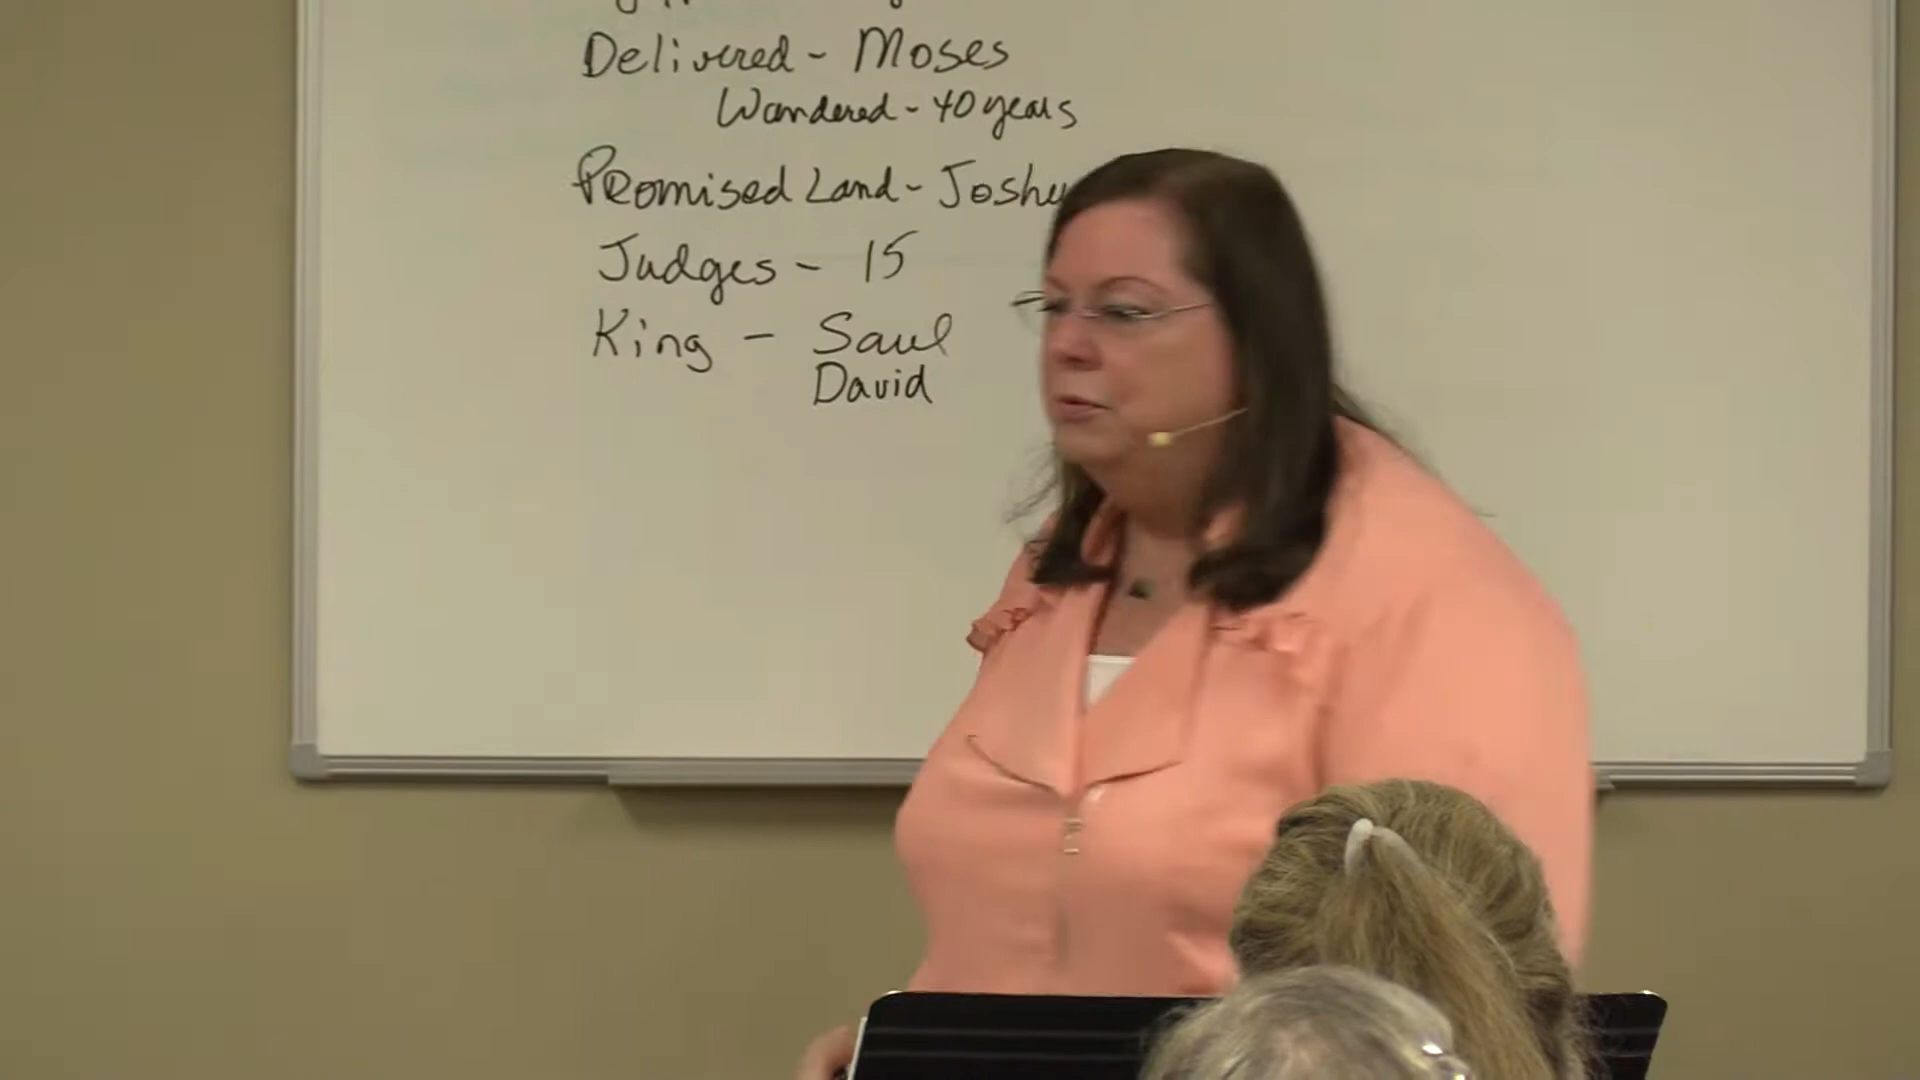 Delivered - Moses
Wandered - 40 years
Promised Land - Joshu
Judges - 15
King - Saul
David